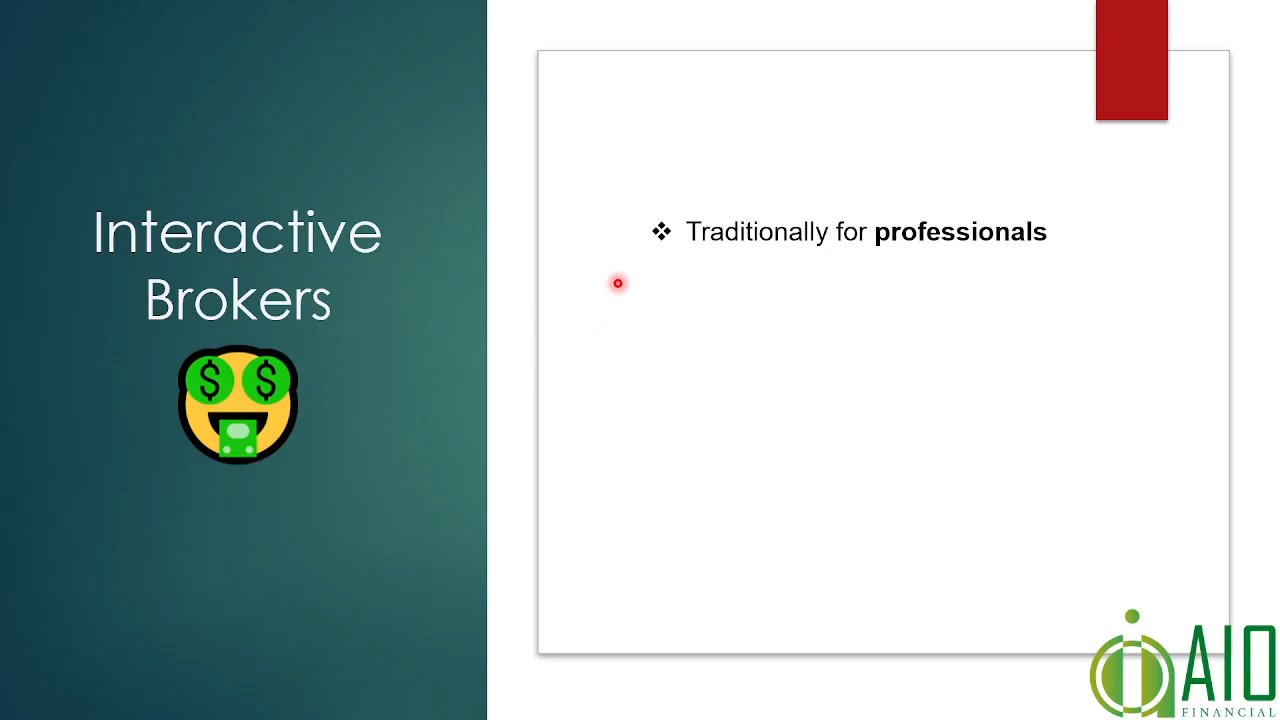 Interactive
Brokers
$ $
❖ Traditionally for professionals
AIO
FINANCIAL